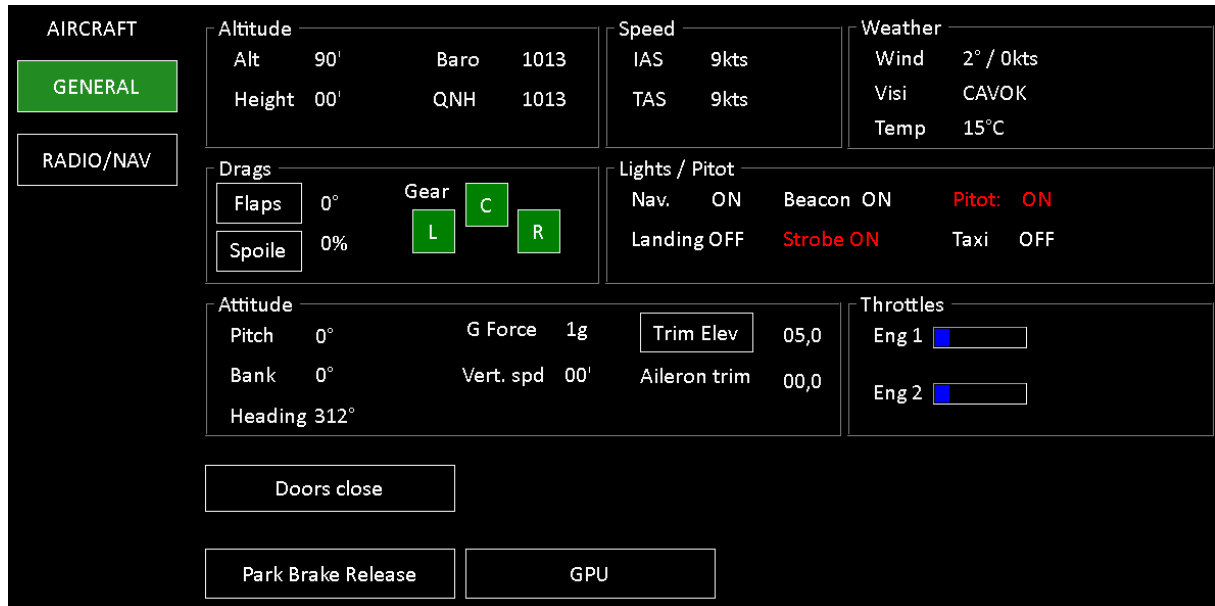 AIRCRAFT
GENERAL
RADIO/NAV
Altitude
Alt 90' Baro 1013
Height 00' QNH 1013
Speed
IAS 9kts
TAS 9kts
Weather
Wind 2° / 0kts
Visi CAVOK
Temp 15°C
Drags
Flaps 0° Gear L C R
Spoile 0%
Lights / Pitot
Nav. ON Beacon ON Pitot: ON
Landing OFF Strobe ON Taxi OFF
Attitude
Pitch 0° G Force 1g Trim Elev 05,0
Bank 0° Vert. spd 00' Aileron trim 00,0
Heading 312°
Throttles
Eng 1
Eng 2
Doors close
Park Brake Release GPU